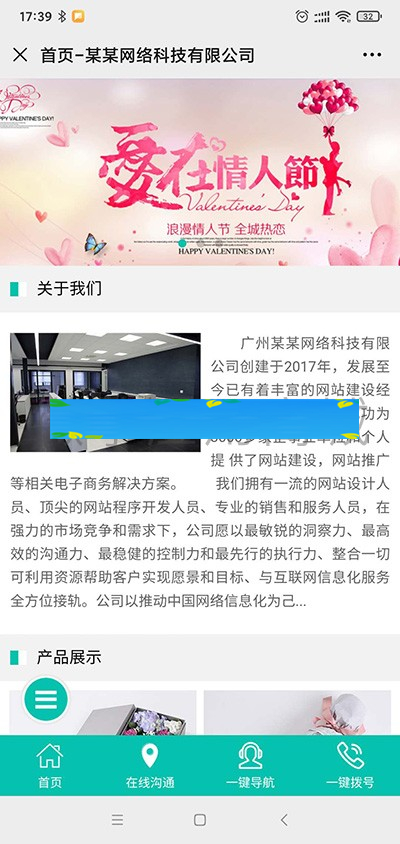 17:39
32
首页-某某网络科技有限公司
PPY VALENTINE'S DAY!
愛在情人節
Valentine's Day
浪漫情人节 全城热恋
HAPPY VALENTINE'S DAY!
关于我们
广州某某网络科技有限
公司创建于2017年，发展至
今已有着丰富的网站建设经
功为
个人
提 供了网站建设，网站推广
等相关电子商务解决方案。 我们拥有一流的网站设计人
员、顶尖的网站程序开发人员、专业的销售和服务人员，在
强力的市场竞争和需求下，公司愿以最敏锐的洞察力、最高
效的沟通力、最稳健的控制力和最先行的执行力、整合一切
可利用资源帮助客户实现愿景和目标、与互联网信息化服务
全方位接轨。公司以推动中国网络信息化为己...
产品展示
首页
在线沟通
一键导航
一键拨号